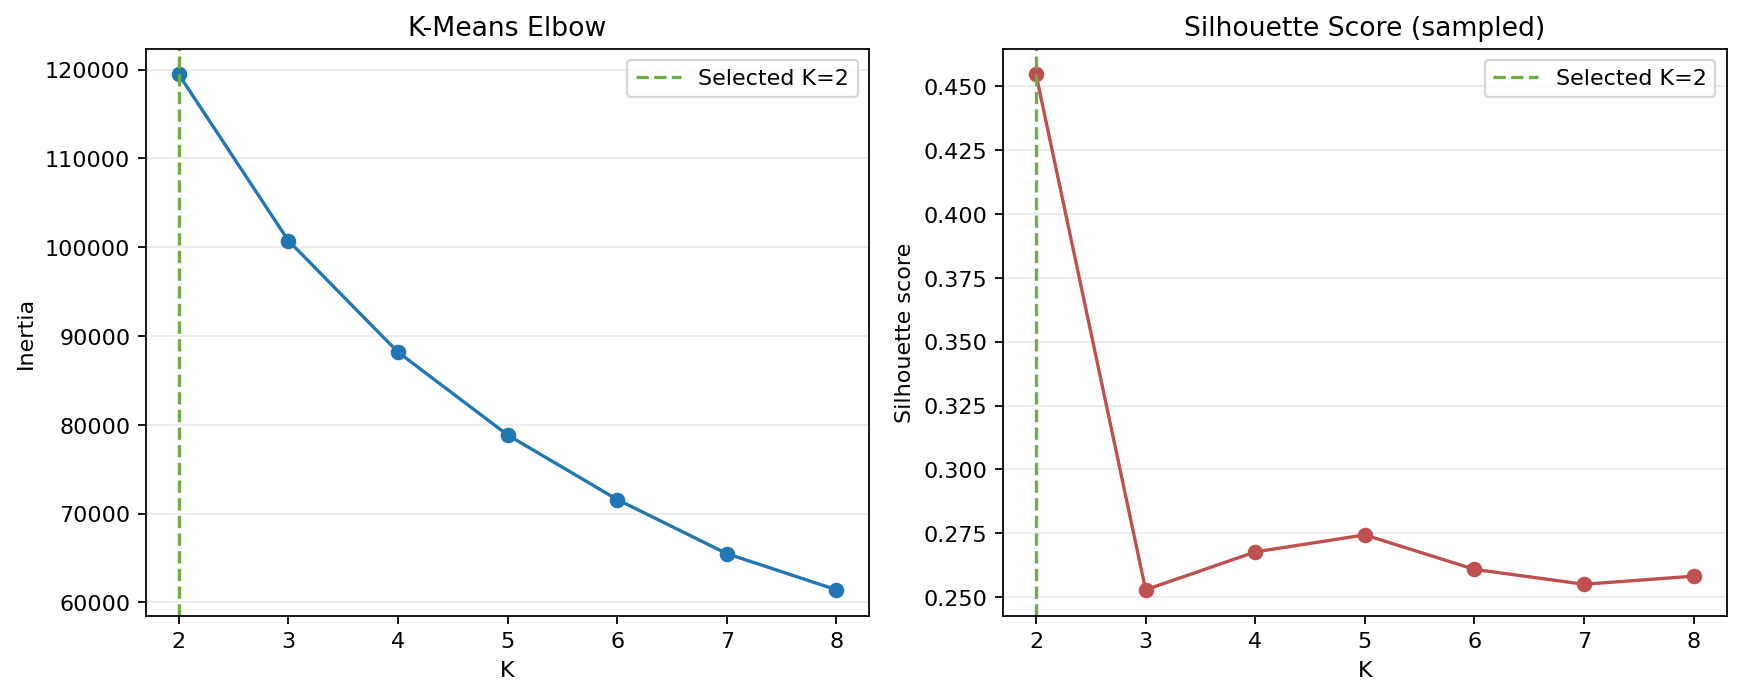 K-Means Elbow
Selected K=2
120000
110000
100000
90000
80000
70000
60000
Inertia
2 3 4 5 6 7 8
K
Silhouette Score (sampled)
Selected K=2
0.450
0.425
0.400
0.375
0.350
0.325
0.300
0.275
0.250
Silhouette score
2 3 4 5 6 7 8
K